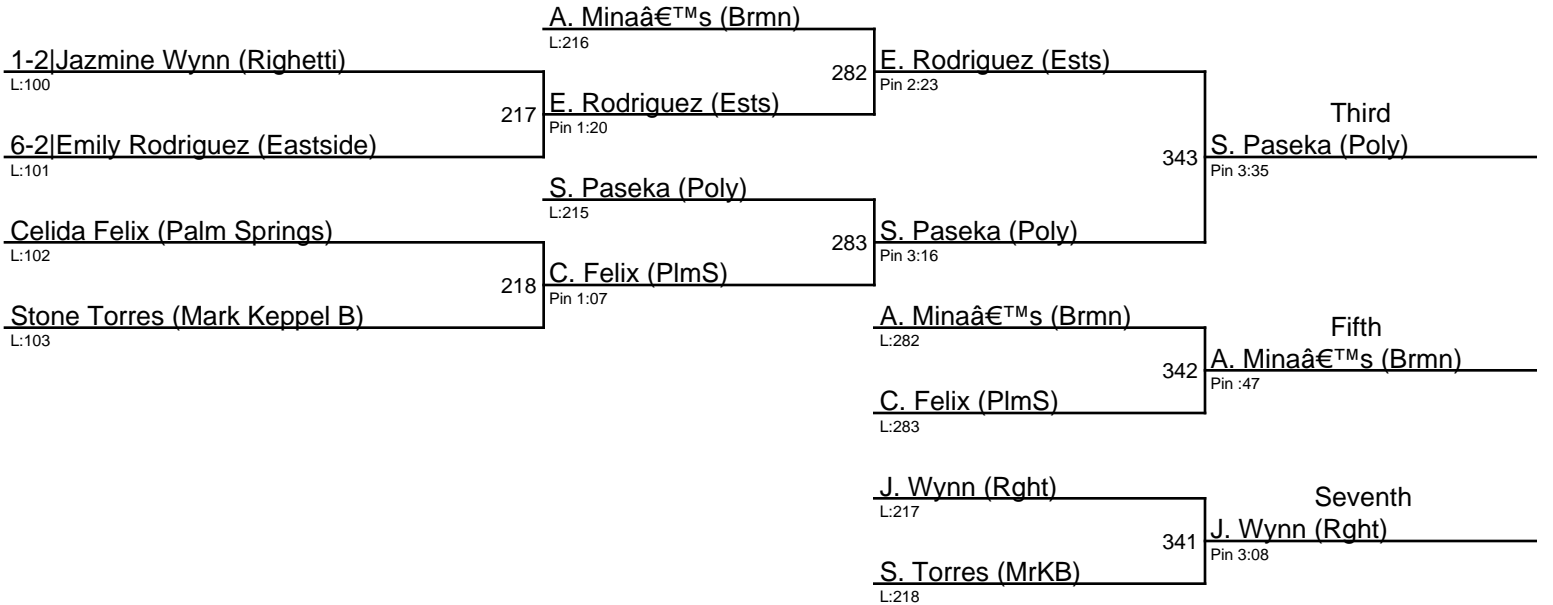 A. Minaâ€™s (Brmn)
L:216
1-2|Jazmine Wynn (Righetti)
L:100
282
E. Rodriguez (Ests)
Pin 2:23
217
E. Rodriguez (Ests)
Pin 1:20
Third
6-2|Emily Rodriguez (Eastside)
L:101
343
S. Paseka (Poly)
Pin 3:35
S. Paseka (Poly)
L:215
Celida Felix (Palm Springs)
L:102
283
S. Paseka (Poly)
Pin 3:16
218
C. Felix (PlmS)
Pin 1:07
Stone Torres (Mark Keppel B)
L:103
A. Minaâ€™s (Brmn)
L:282
Fifth
342
A. Minaâ€™s (Brmn)
Pin :47
C. Felix (PlmS)
L:283
J. Wynn (Rght)
L:217
Seventh
341
J. Wynn (Rght)
Pin 3:08
S. Torres (MrKB)
L:218